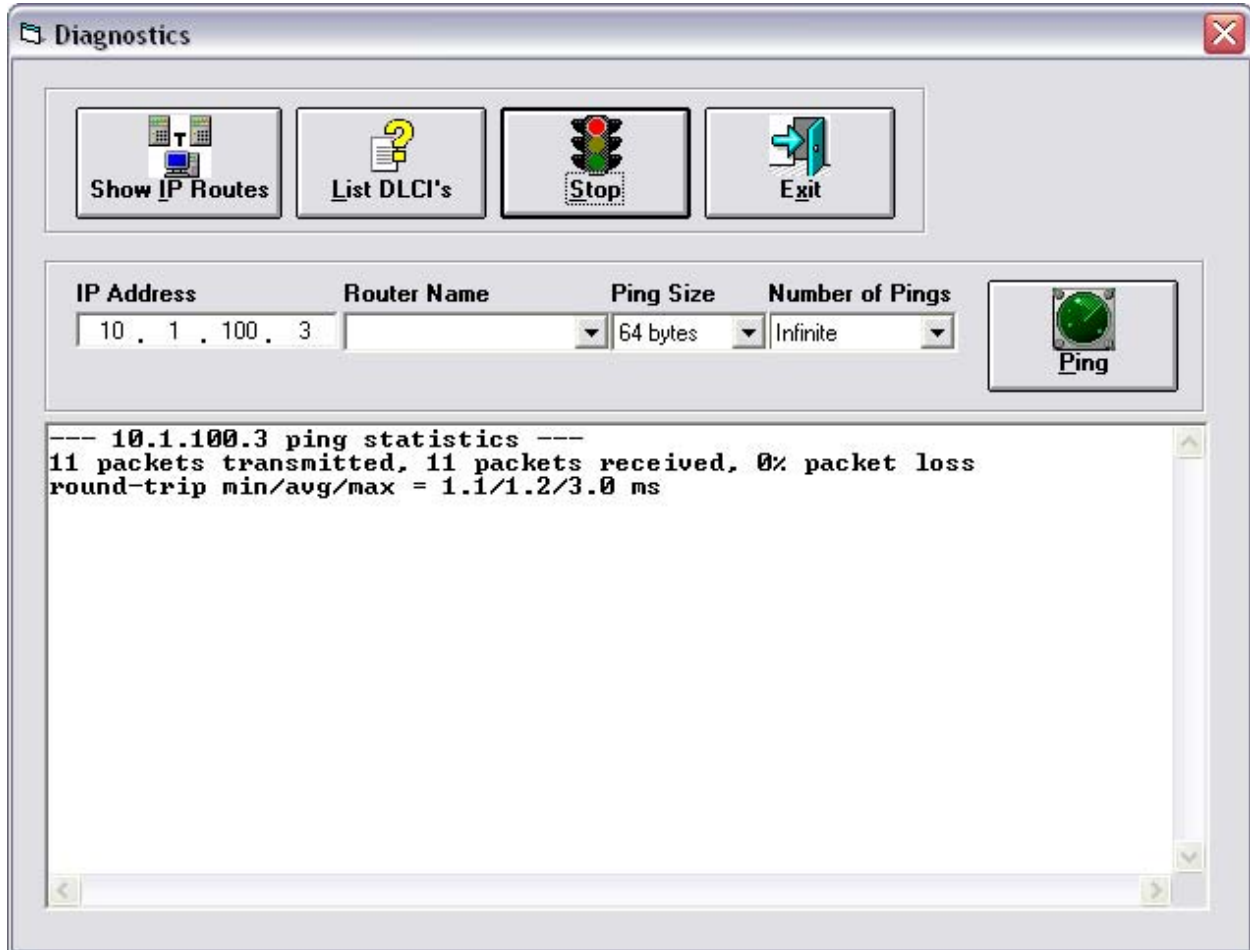 Diagnostics
Show IP Routes
List DLCI's
Stop
Exit
IP Address
Router Name
Ping Size
Number of Pings
10 . 1 . 100 . 3
64 bytes
Infinite
Ping
--- 10.1.100.3 ping statistics ---
11 packets transmitted, 11 packets received, 0% packet loss
round-trip min/avg/max = 1.1/1.2/3.0 ms